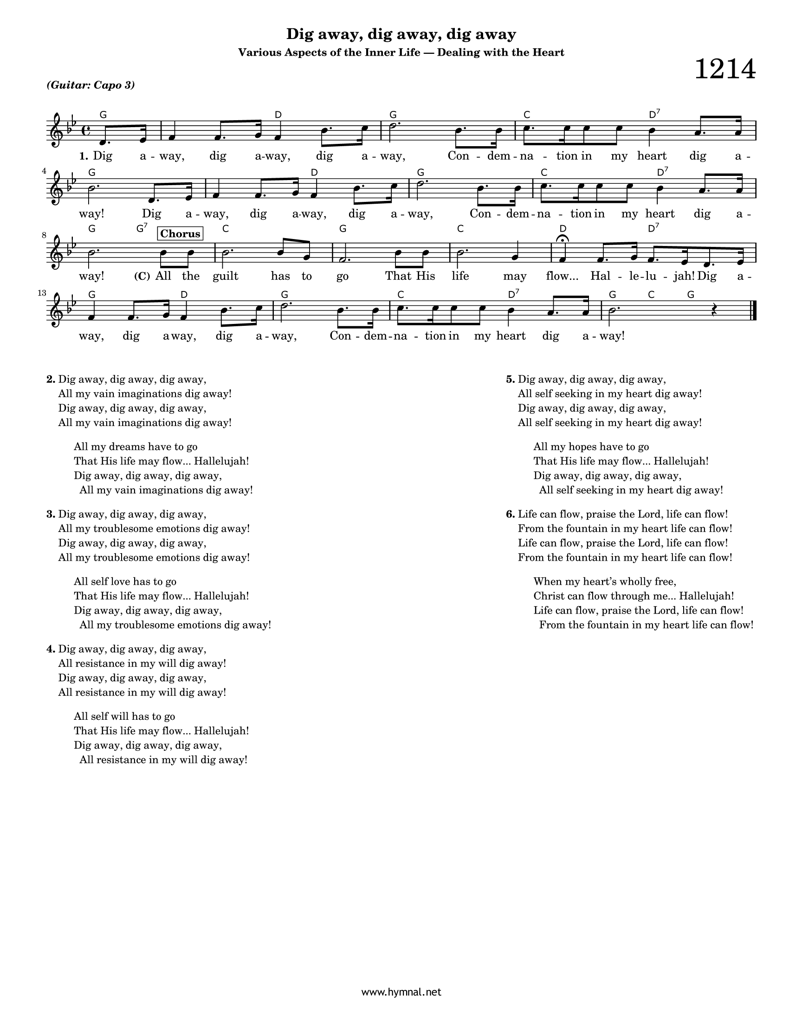 Dig away, dig away, dig away
Various Aspects of the Inner Life — Dealing with the Heart
1214
(Guitar: Capo 3)
G D G C D7
1. Dig a - way, dig a-way, dig a - way, Con - dem - na - tion in my heart dig a -
4
G D G C D7
way! Dig a - way, dig a-way, dig a - way, Con - dem - na - tion in my heart dig a -
8
G G7 Chorus C G C D D7
way! (C) All the guilt has to go That His life may flow... Hal - le - lu - jah! Dig a -
13
G D G C D7 G C G
way, dig away, dig a - way, Con - dem - na - tion in my heart dig a - way!
2. Dig away, dig away, dig away,
All my vain imaginations dig away!
Dig away, dig away, dig away,
All my vain imaginations dig away!
All my dreams have to go
That His life may flow... Hallelujah!
Dig away, dig away, dig away,
All my vain imaginations dig away!
3. Dig away, dig away, dig away,
All my troublesome emotions dig away!
Dig away, dig away, dig away,
All my troublesome emotions dig away!
All self love has to go
That His life may flow... Hallelujah!
Dig away, dig away, dig away,
All my troublesome emotions dig away!
4. Dig away, dig away, dig away,
All resistance in my will dig away!
Dig away, dig away, dig away,
All resistance in my will dig away!
All self will has to go
That His life may flow... Hallelujah!
Dig away, dig away, dig away,
All resistance in my will dig away!
5. Dig away, dig away, dig away,
All self seeking in my heart dig away!
Dig away, dig away, dig away,
All self seeking in my heart dig away!
All my hopes have to go
That His life may flow... Hallelujah!
Dig away, dig away, dig away,
All self seeking in my heart dig away!
6. Life can flow, praise the Lord, life can flow!
From the fountain in my heart life can flow!
Life can flow, praise the Lord, life can flow!
From the fountain in my heart life can flow!
When my heart's wholly free,
Christ can flow through me... Hallelujah!
Life can flow, praise the Lord, life can flow!
From the fountain in my heart life can flow!
www.hymnal.net